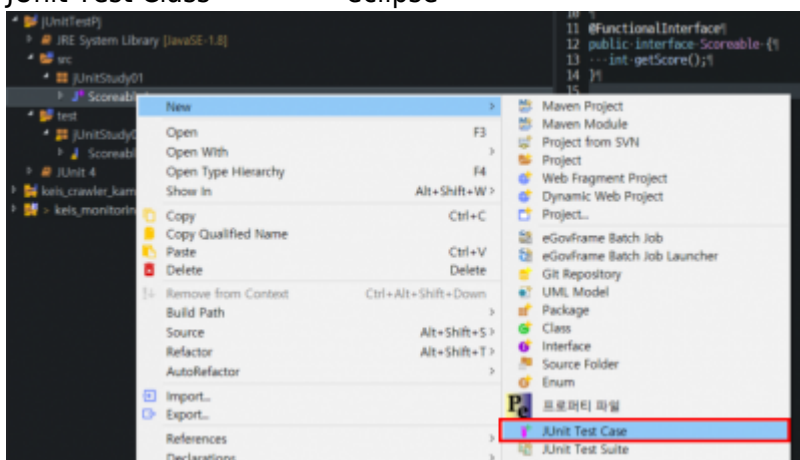 jUnit Test Class eclipse
jUnitTestPj
JRE System Library [JavaSE-1.8]
src
jUnitStudy01
Scoreabl
test
jUnitStudy0
Scoreabl
JUnit 4
keis_crawler_kam
> keis_monitorin
10
11 @FunctionalInterface
12 public interface Scoreable {
13 int getScore();
14 }
15
New >
Open F3
Open With >
Open Type Hierarchy F4
Show In Alt+Shift+W >
Copy Ctrl+C
Copy Qualified Name
Paste Ctrl+V
Delete Delete
Remove from Context Ctrl+Alt+Shift+Down
Build Path >
Source Alt+Shift+S >
Refactor Alt+Shift+T >
AutoRefactor >
Import...
Export...
References >
Declarations
Maven Project
Maven Module
Project from SVN
Project
Web Fragment Project
Dynamic Web Project
Project...
eGovFrame Batch Job
eGovFrame Batch Job Launcher
Git Repository
UML Model
Package
Class
Interface
Source Folder
Enum
프로퍼티 파일
JUnit Test Case
JUnit Test Suite